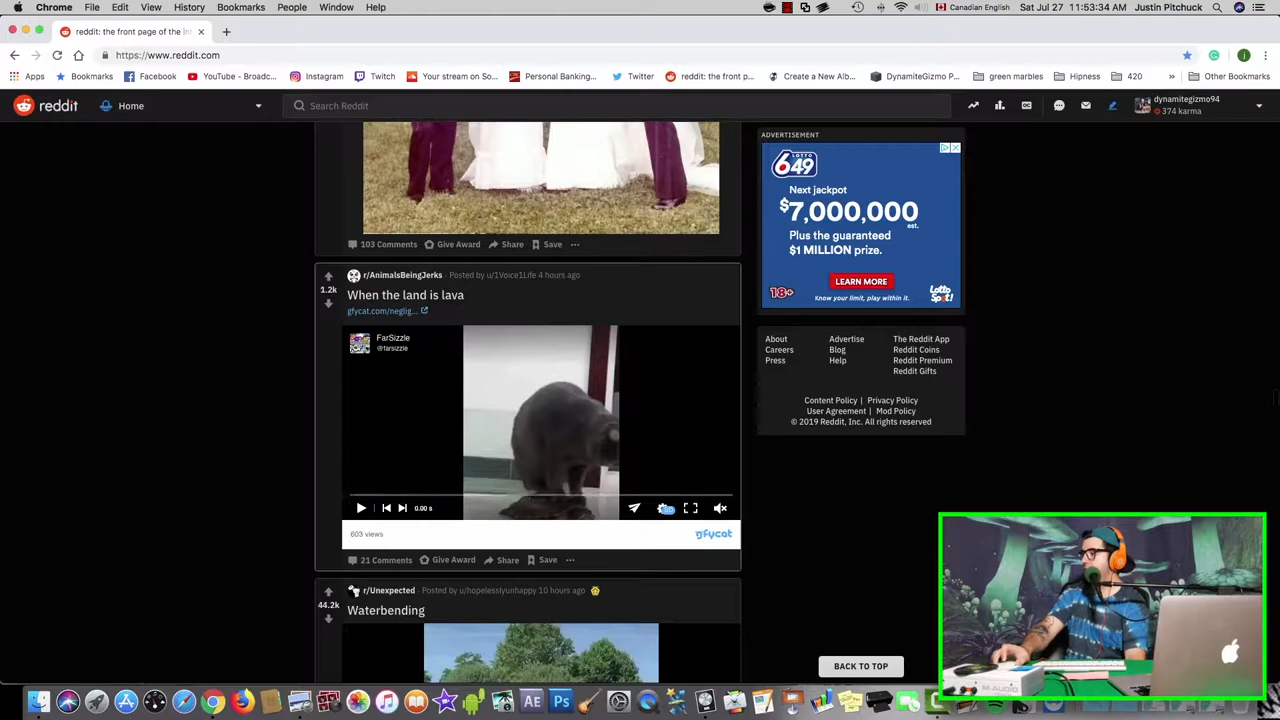 Chrome File Edit View History Bookmarks People Window Help Canadian English Sat Jul 27 11:53:34 AM Justin Pitchuck
reddit: the front page of the in
https://www.reddit.com
Apps Bookmarks Facebook YouTube - Broadc... Instagram Twitch Your stream on So... Personal Banking... Twitter reddit: the front p... Create a New Alb... DynamiteGizmo P... green marbles Hipness 420 » Other Bookmarks
reddit Home Search Reddit dynamitegizmo94
374 karma
ADVERTISEMENT
LOTTO
649
Next jackpot
$7,000,000
est.
Plus the guaranteed
$1 MILLION prize.
LEARN MORE
18+ Know your limit, play within it. Lotto Spot!
103 Comments Give Award Share Save
r/AnimalsBeingJerks · Posted by u/1Voice1Life 4 hours ago
1.2k
When the land is lava
gfycat.com/neglig...
FarSizzle
@farsizzle
0.00 s
603 views gfycat
21 Comments Give Award Share Save
r/Unexpected · Posted by u/hopelesslyunhappy 10 hours ago
44.2k
Waterbending
About Advertise The Reddit App
Careers Blog Reddit Coins
Press Help Reddit Premium
Reddit Gifts
Content Policy | Privacy Policy
User Agreement | Mod Policy
© 2019 Reddit, Inc. All rights reserved
BACK TO TOP
M-AUDIO
AE Ps